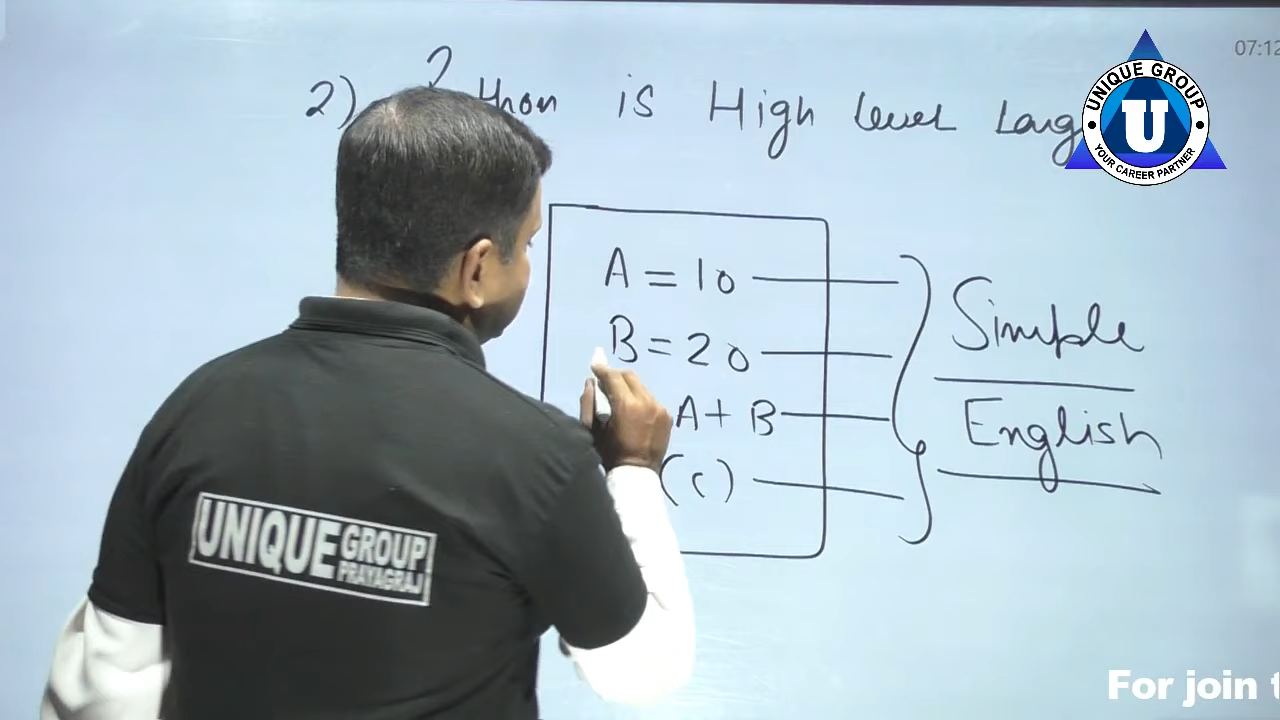 07:12
2) Python is High level Lang
UNIQUE GROUP
U
YOUR CAREER PARTNER
A = 10
B = 20
A + B
(c)
Simple
English
UNIQUE GROUP
PRAYAGRAJ
For join t